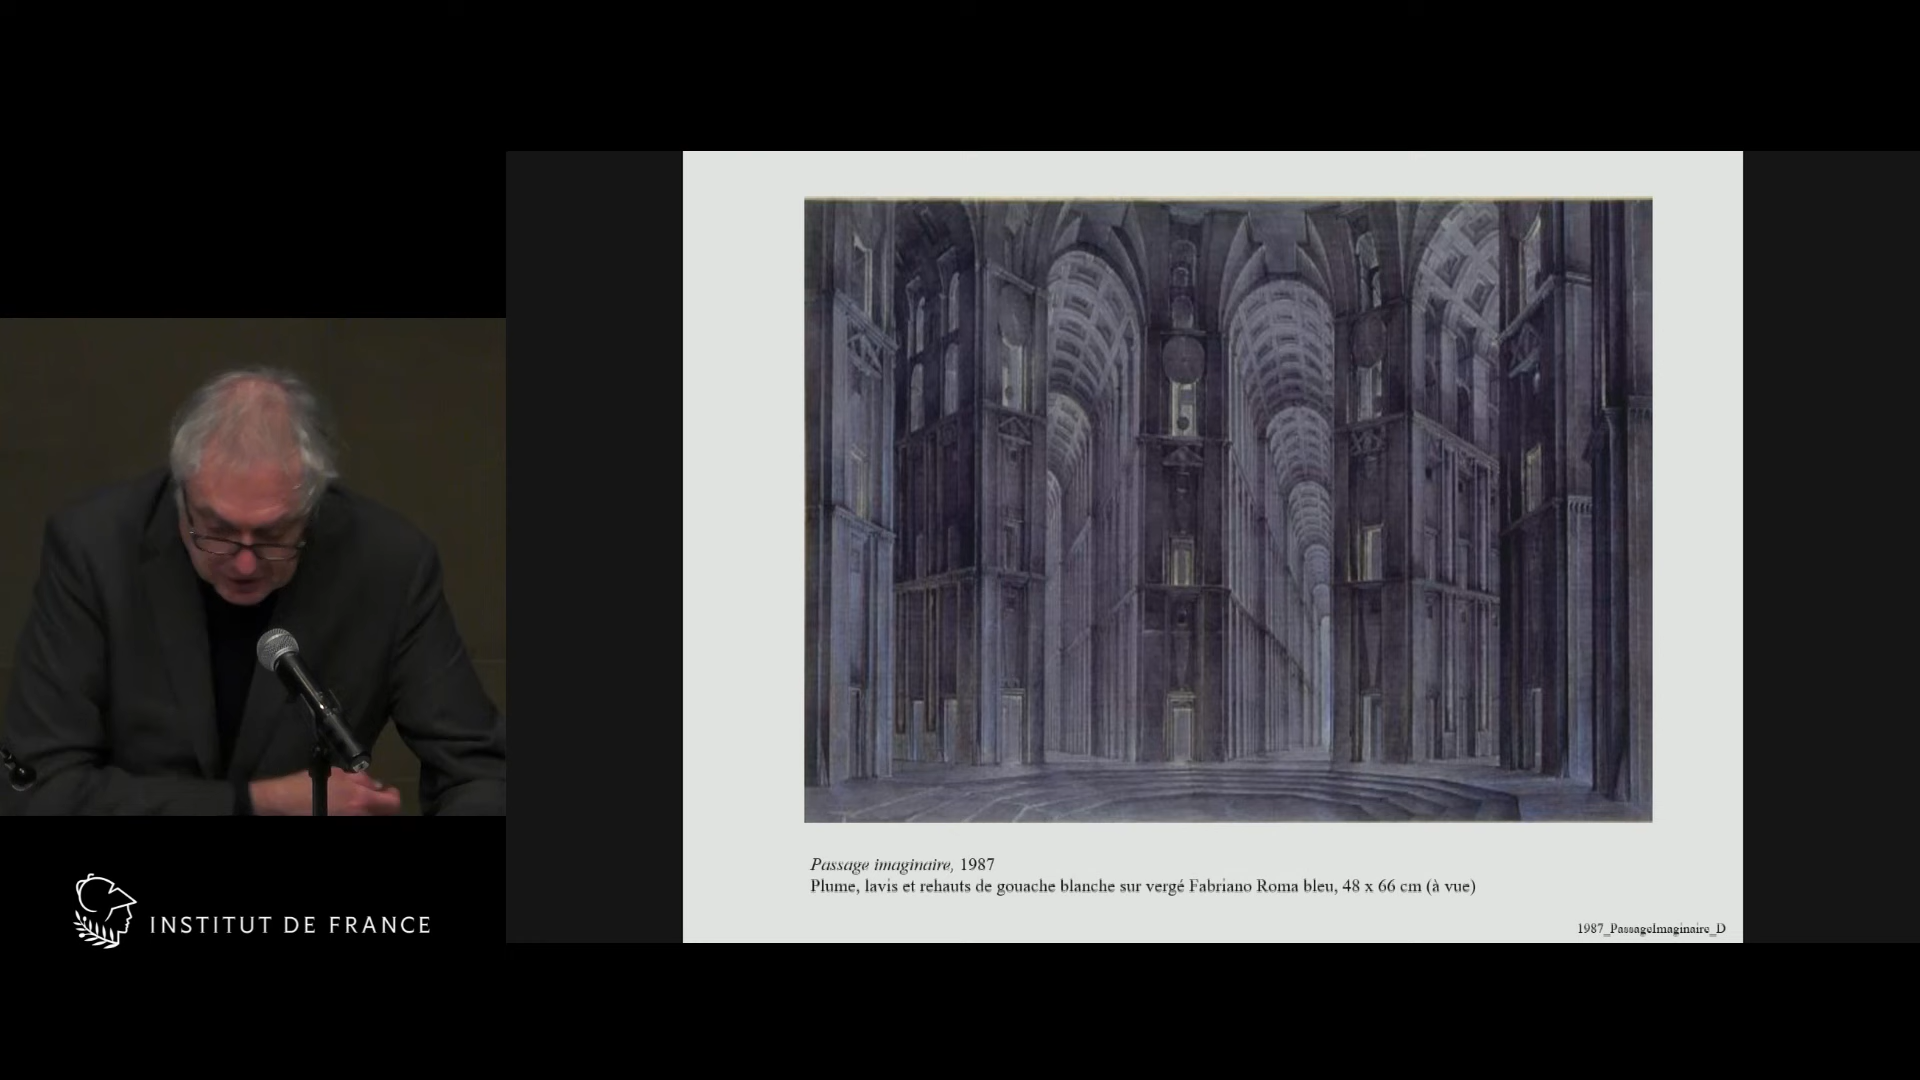 INSTITUT DE FRANCE
Passage imaginaire, 1987
Plume, lavis et rehauts de gouache blanche sur vergé Fabriano Roma bleu, 48 x 66 cm (à vue)
1987_PassageImaginaire_D